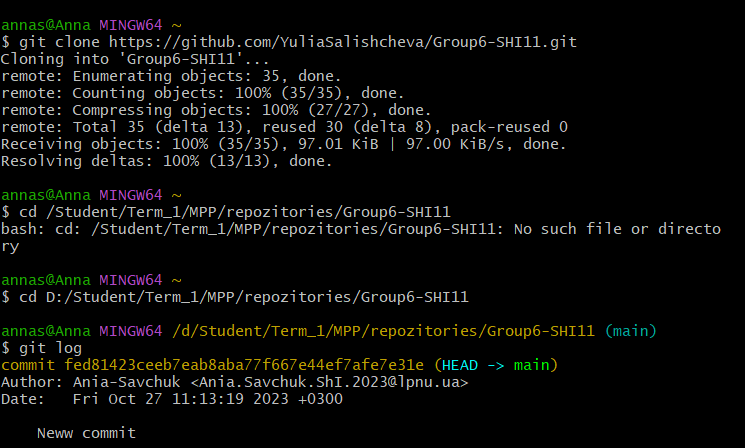 annas@Anna MINGW64 ~
$ git clone https://github.com/YuliaSalishcheva/Group6-SHI11.git
Cloning into 'Group6-SHI11'...
remote: Enumerating objects: 35, done.
remote: Counting objects: 100% (35/35), done.
remote: Compressing objects: 100% (27/27), done.
remote: Total 35 (delta 13), reused 30 (delta 8), pack-reused 0
Receiving objects: 100% (35/35), 97.01 KiB | 97.00 KiB/s, done.
Resolving deltas: 100% (13/13), done.
annas@Anna MINGW64 ~
$ cd /Student/Term_1/MPP/repozitories/Group6-SHI11
bash: cd: /Student/Term_1/MPP/repozitories/Group6-SHI11: No such file or directo
ry
annas@Anna MINGW64 ~
$ cd D:/Student/Term_1/MPP/repozitories/Group6-SHI11
annas@Anna MINGW64 /d/Student/Term_1/MPP/repozitories/Group6-SHI11 (main)
$ git log
commit fed81423ceeb7eab8aba77f667e44ef7afe7e31e (HEAD -> main)
Author: Ania-Savchuk <Ania.Savchuk.ShI.2023@lpnu.ua>
Date:   Fri Oct 27 11:13:19 2023 +0300
Neww commit